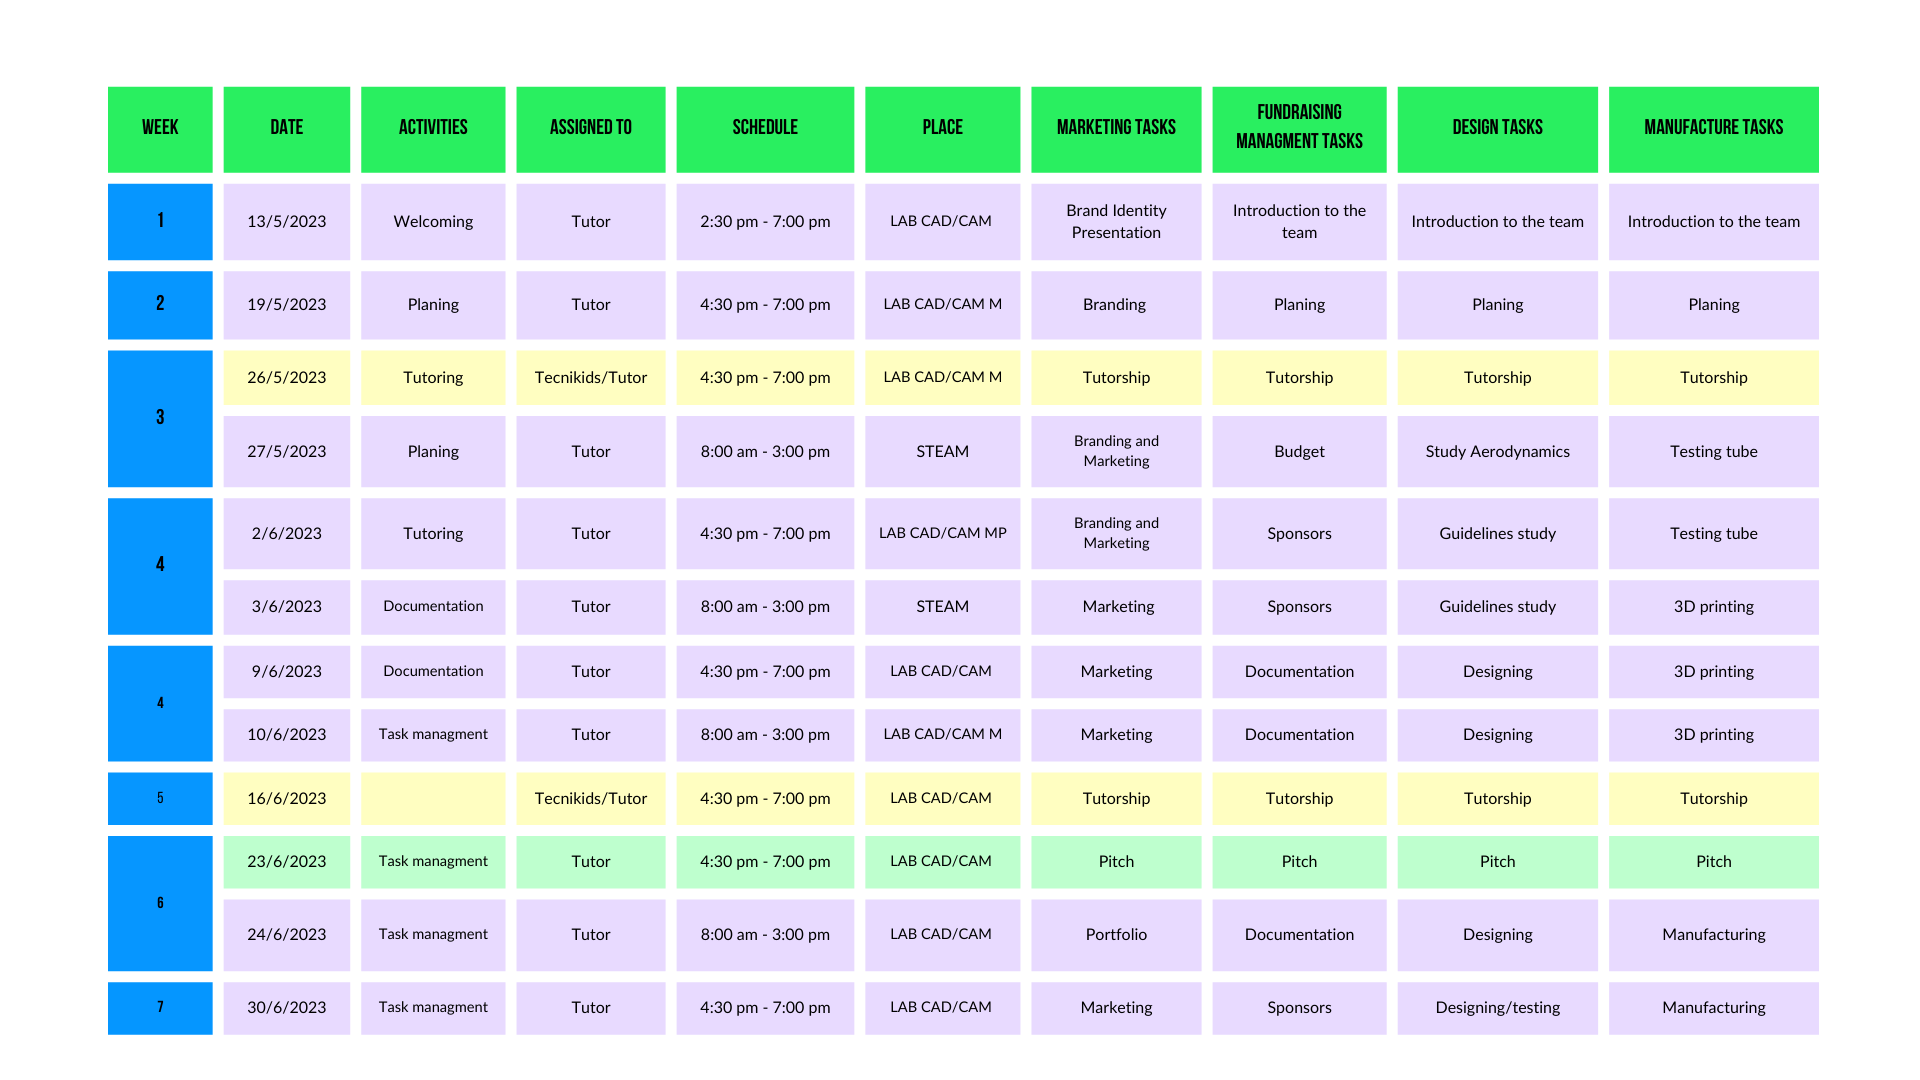 WEEK
DATE
ACTIVITIES
ASSIGNED TO
SCHEDULE
PLACE
MARKETING TASKS
FUNDRAISING
MANAGMENT TASKS
DESIGN TASKS
MANUFACTURE TASKS
1
13/5/2023
Welcoming
Tutor
2:30 pm - 7:00 pm
LAB CAD/CAM
Brand Identity
Presentation
Introduction to the
team
Introduction to the team
Introduction to the team
2
19/5/2023
Planing
Tutor
4:30 pm - 7:00 pm
LAB CAD/CAM M
Branding
Planing
Planing
Planing
3
26/5/2023
Tutoring
Tecnikids/Tutor
4:30 pm - 7:00 pm
LAB CAD/CAM M
Tutorship
Tutorship
Tutorship
Tutorship
27/5/2023
Planing
Tutor
8:00 am - 3:00 pm
STEAM
Branding and
Marketing
Budget
Study Aerodynamics
Testing tube
4
2/6/2023
Tutoring
Tutor
4:30 pm - 7:00 pm
LAB CAD/CAM MP
Branding and
Marketing
Sponsors
Guidelines study
Testing tube
3/6/2023
Documentation
Tutor
8:00 am - 3:00 pm
STEAM
Marketing
Sponsors
Guidelines study
3D printing
4
9/6/2023
Documentation
Tutor
4:30 pm - 7:00 pm
LAB CAD/CAM
Marketing
Documentation
Designing
3D printing
10/6/2023
Task managment
Tutor
8:00 am - 3:00 pm
LAB CAD/CAM M
Marketing
Documentation
Designing
3D printing
5
16/6/2023
Tecnikids/Tutor
4:30 pm - 7:00 pm
LAB CAD/CAM
Tutorship
Tutorship
Tutorship
Tutorship
6
23/6/2023
Task managment
Tutor
4:30 pm - 7:00 pm
LAB CAD/CAM
Pitch
Pitch
Pitch
Pitch
24/6/2023
Task managment
Tutor
8:00 am - 3:00 pm
LAB CAD/CAM
Portfolio
Documentation
Designing
Manufacturing
7
30/6/2023
Task managment
Tutor
4:30 pm - 7:00 pm
LAB CAD/CAM
Marketing
Sponsors
Designing/testing
Manufacturing